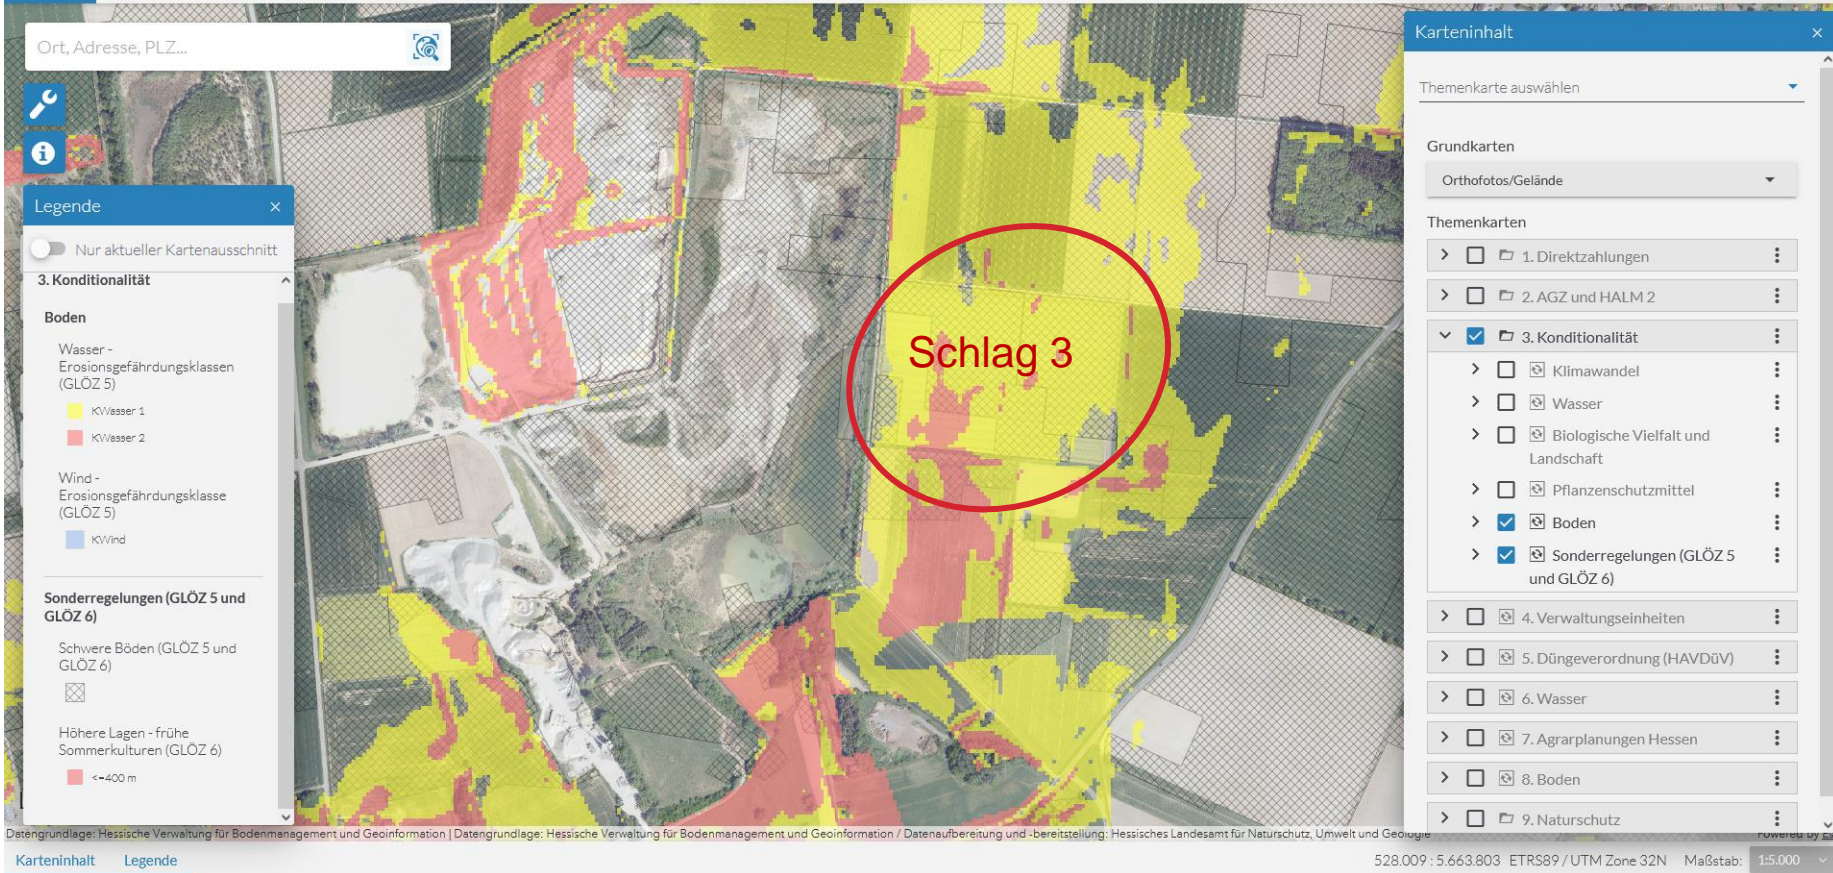 Ort, Adresse, PLZ...
Legende
×
Nur aktueller Kartenausschnitt
3. Konditionalität
Boden
Wasser -
Erosionsgefährdungsklassen
(GLÖZ 5)
KWasser 1
KWasser 2
Wind -
Erosionsgefährdungsklasse
(GLÖZ 5)
KWind
Sonderregelungen (GLÖZ 5 und
GLÖZ 6)
Schwere Böden (GLÖZ 5 und
GLÖZ 6)
Höhere Lagen - frühe
Sommerkulturen (GLÖZ 6)
<=400 m
Schlag 3
Karteninhalt
×
Themenkarte auswählen
Grundkarten
Orthofotos/Gelände
Themenkarten
1. Direktzahlungen
2. AGZ und HALM 2
3. Konditionalität
Klimawandel
Wasser
Biologische Vielfalt und
Landschaft
Pflanzenschutzmittel
Boden
Sonderregelungen (GLÖZ 5
und GLÖZ 6)
4. Verwaltungseinheiten
5. Düngeverordnung (HAVDüV)
6. Wasser
7. Agrarplanungen Hessen
8. Boden
9. Naturschutz
Datengrundlage: Hessische Verwaltung für Bodenmanagement und Geoinformation | Datengrundlage: Hessische Verwaltung für Bodenmanagement und Geoinformation / Datenaufbereitung und -bereitstellung: Hessisches Landesamt für Naturschutz, Umwelt und Geologie
Powered by
Karteninhalt Legende
528.009 : 5.663.803 ETRS89 / UTM Zone 32N Maßstab: 1:5.000